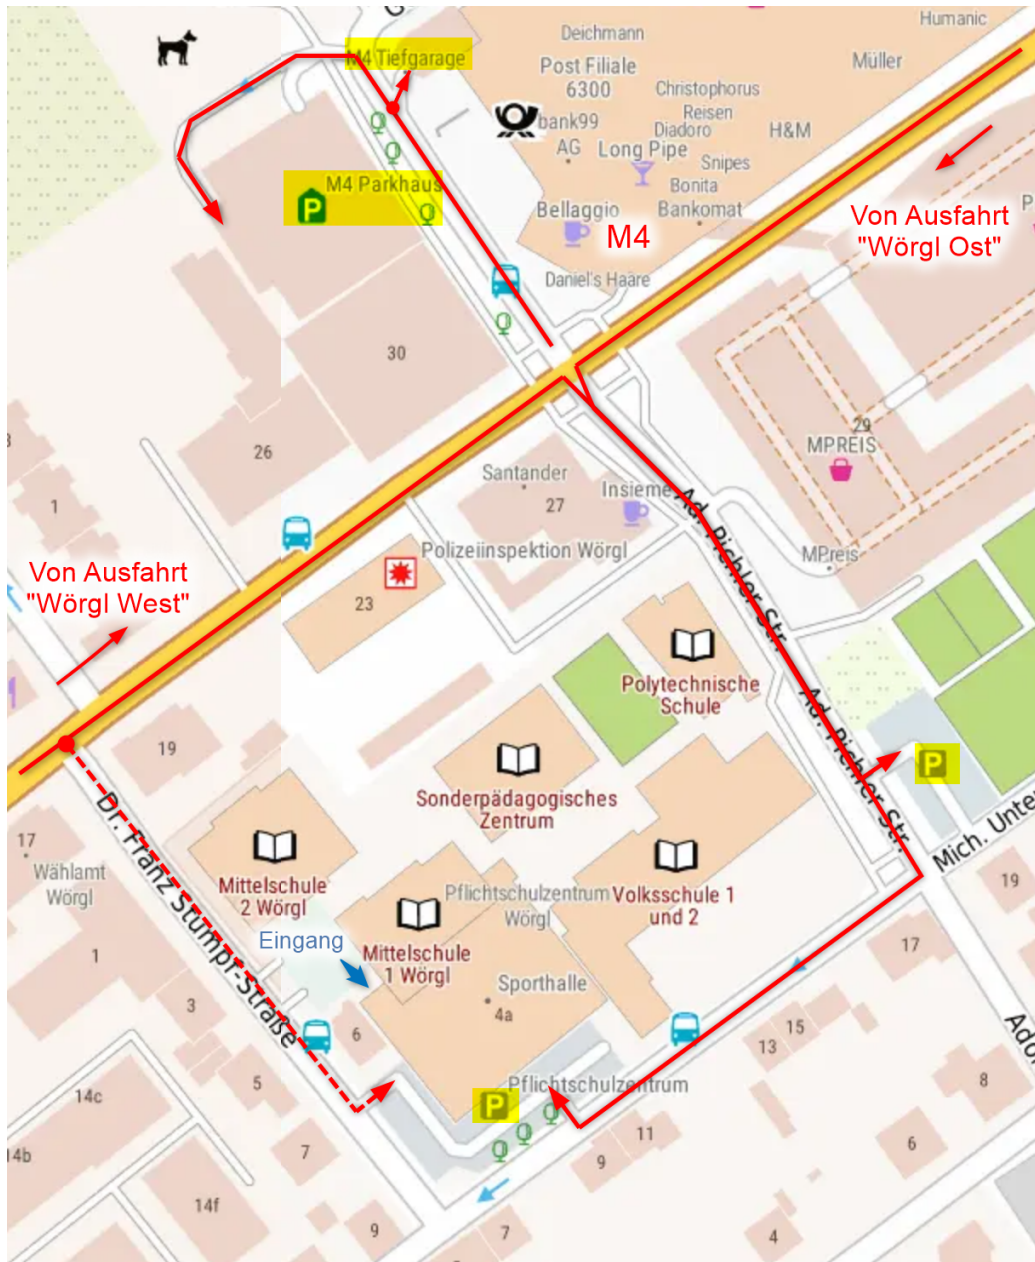 G
Humanic
Deichmann
M4 Tiefgarage
Müller
Post Filiale
6300
Christophorus
Reisen
bank99
AG
Diadoro
H&M
Long Pipe
Snipes
M4 Parkhaus
P
Bonita
Bankomat
Bellaggio
M4
Von Ausfahrt
"Wörgl Ost"
P
Daniel's Haare
30
29
MPREIS
26
Santander
27
Insieme
1
Ad. Pichler Str.
Polizeiinspektion Wörgl
MPreis
Von Ausfahrt
"Wörgl West"
23
Polytechnische
Schule
Ad. Pichler Str.
19
P
Sonderpädagogisches
Zentrum
Dr. Franz Stumpf-Straße
17
Wählamt
Wörgl
Mich. Unter
19
Mittelschule
2 Wörgl
Pflichtschulzentrum
Wörgl
Volksschule 1
und 2
Eingang
Mittelschule
1 Wörgl
17
1
Sporthalle
4a
3
6
15
13
Ado
5
Pflichtschulzentrum
P
14c
8
11
7
6
14b
9
14f
9
7
4